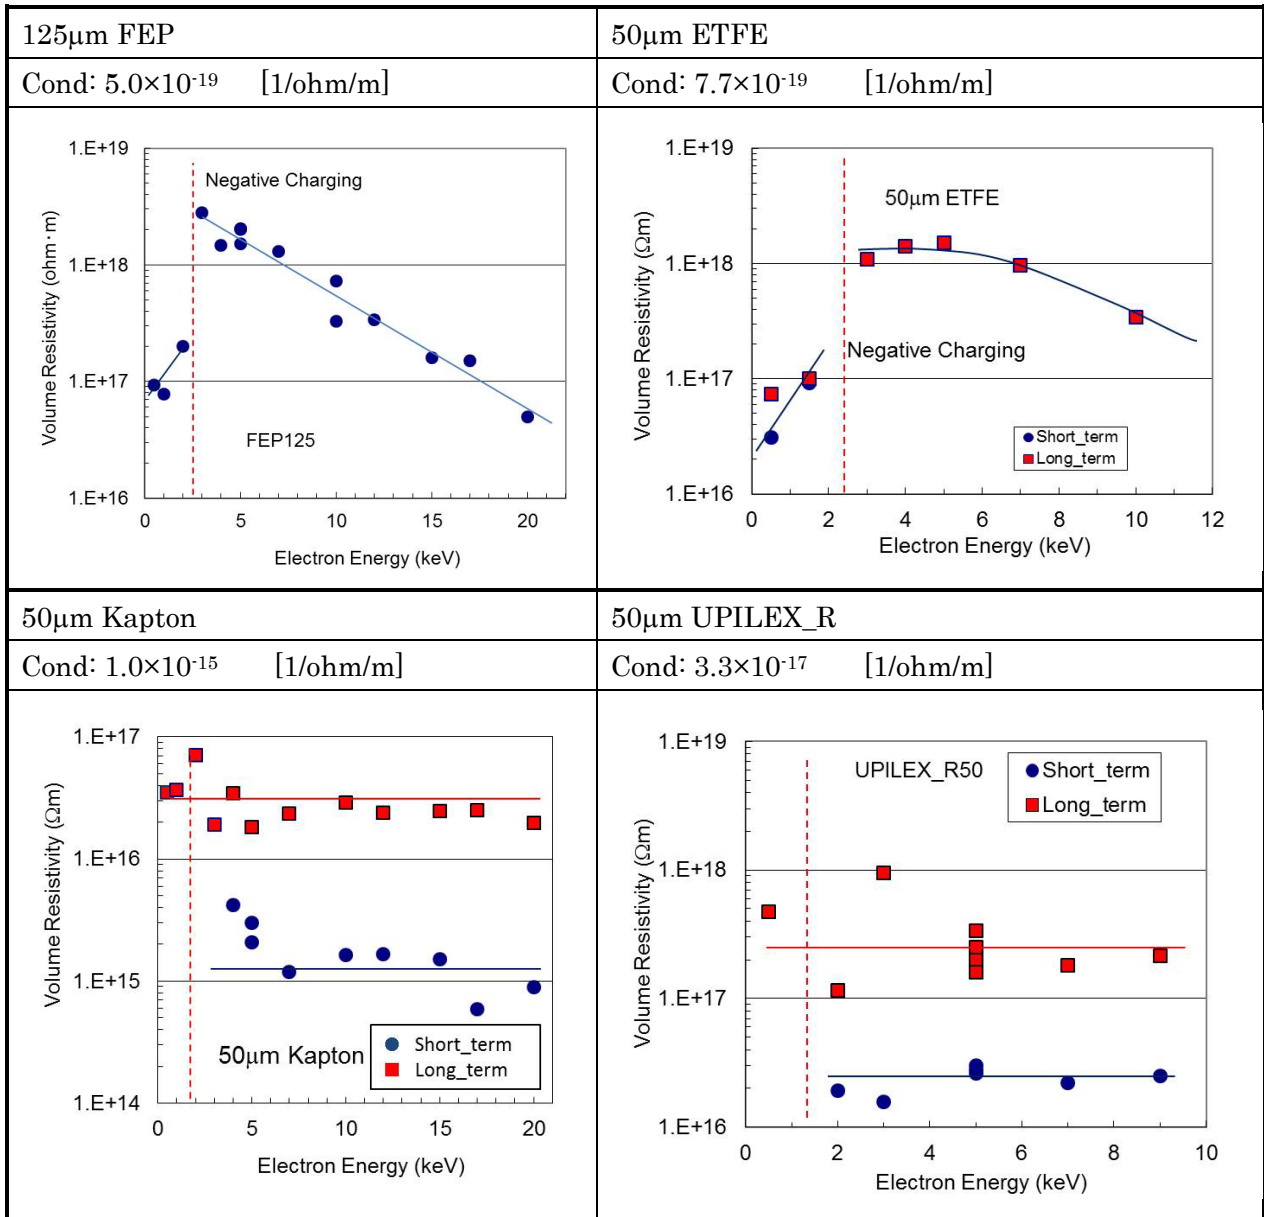 125μm FEP
50μm ETFE
Cond: 5.0×10⁻¹⁹ [1/ohm/m]
Cond: 7.7×10⁻¹⁹ [1/ohm/m]
1.E+19
1.E+18
1.E+17
1.E+16
Volume Resistivity (ohm · m)
Negative Charging
FEP125
0 5 10 15 20
Electron Energy (keV)
1.E+19
1.E+18
1.E+17
1.E+16
Volume Resistivity (Ωm)
50μm ETFE
Negative Charging
Short_term
Long_term
0 2 4 6 8 10 12
Electron Energy (keV)
50μm Kapton
50μm UPILEX_R
Cond: 1.0×10⁻¹⁵ [1/ohm/m]
Cond: 3.3×10⁻¹⁷ [1/ohm/m]
1.E+17
1.E+16
1.E+15
1.E+14
Volume Resistivity (Ωm)
50μm Kapton
Short_term
Long_term
0 5 10 15 20
Electron Energy (keV)
1.E+19
1.E+18
1.E+17
1.E+16
Volume Resistivity (Ωm)
UPILEX_R50
Short_term
Long_term
0 2 4 6 8 10
Electron Energy (keV)